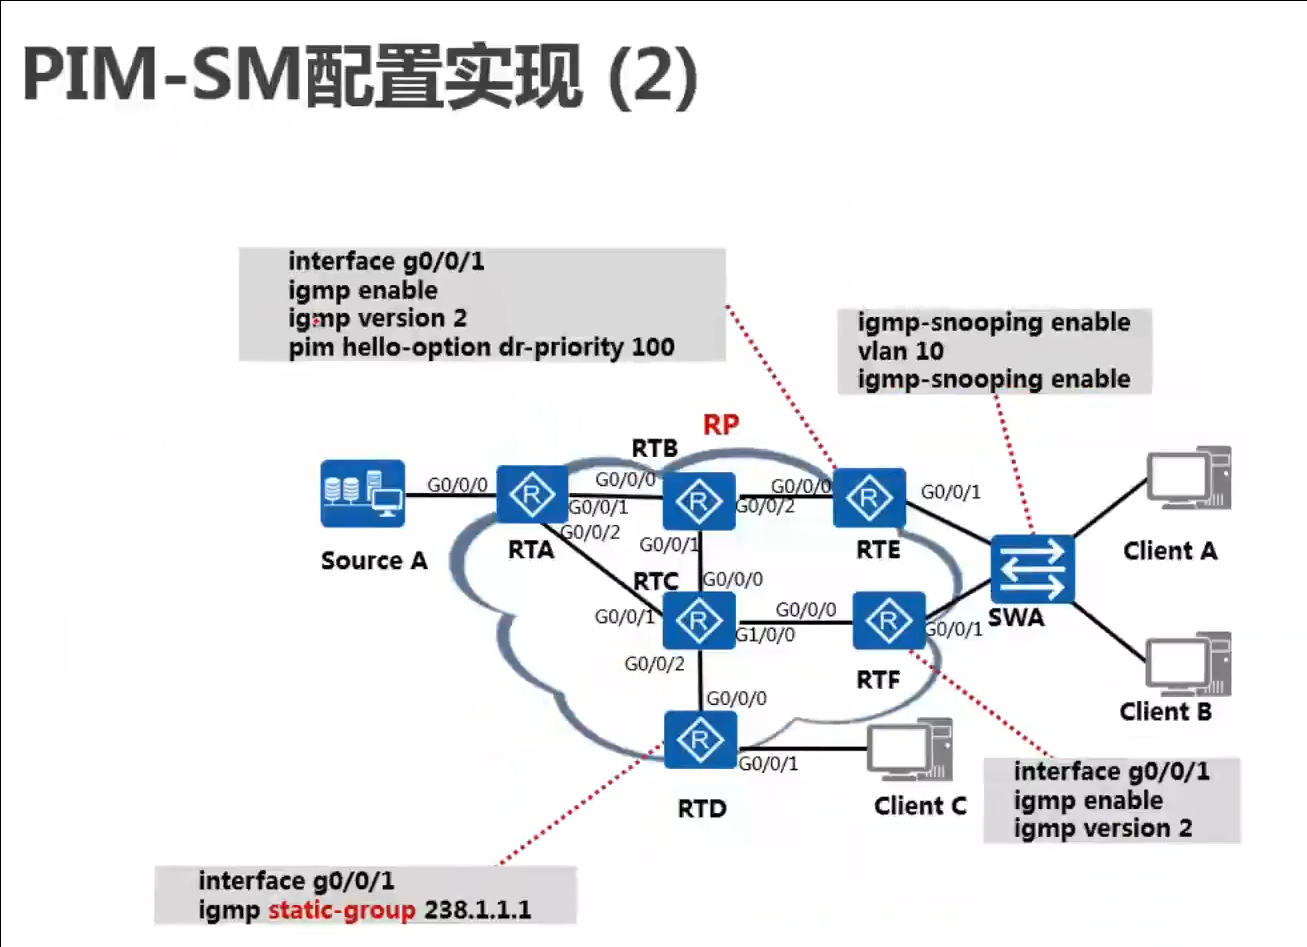 PIM-SM配置实现 (2)
interface g0/0/1
igmp enable
igmp version 2
pim hello-option dr-priority 100
igmp-snooping enable
vlan 10
igmp-snooping enable
RP
RTB
G0/0/0
G0/0/0
G0/0/0
G0/0/1
G0/0/1
G0/0/2
G0/0/2
G0/0/1
RTA
RTE
Source A
Client A
RTC
G0/0/0
G0/0/1
G0/0/0
G1/0/0
G0/0/1
SWA
G0/0/2
RTF
G0/0/0
Client B
G0/0/1
RTD
Client C
interface g0/0/1
igmp enable
igmp version 2
interface g0/0/1
igmp static-group 238.1.1.1